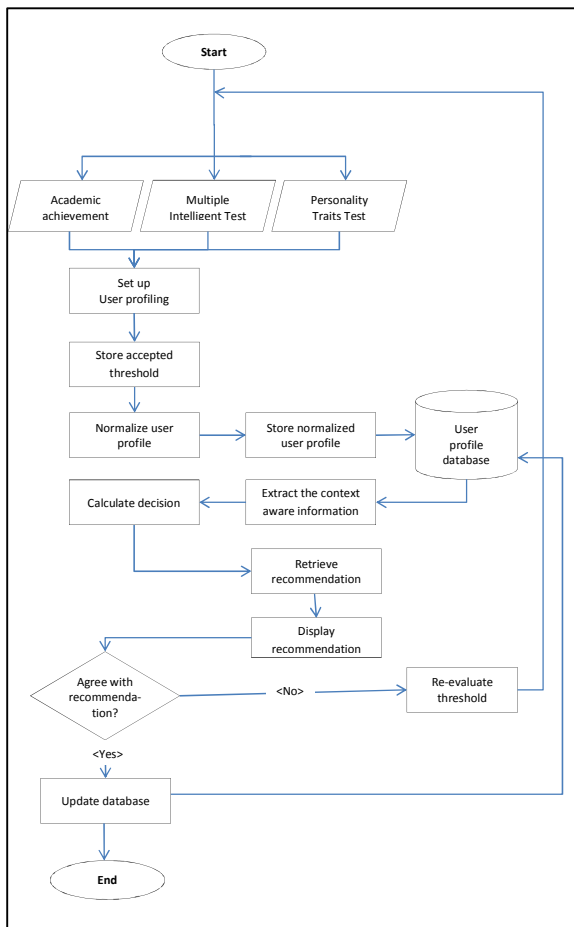 Start
Academic
achievement
Multiple
Intelligent Test
Personality
Traits Test
Set up
User profiling
Store accepted
threshold
Normalize user
profile
Store normalized
user profile
User
profile
database
Calculate decision
Extract the context
aware information
Retrieve
recommendation
Display
recommendation
Agree with
recommenda-
tion?
<No>
Re-evaluate
threshold
<Yes>
Update database
End